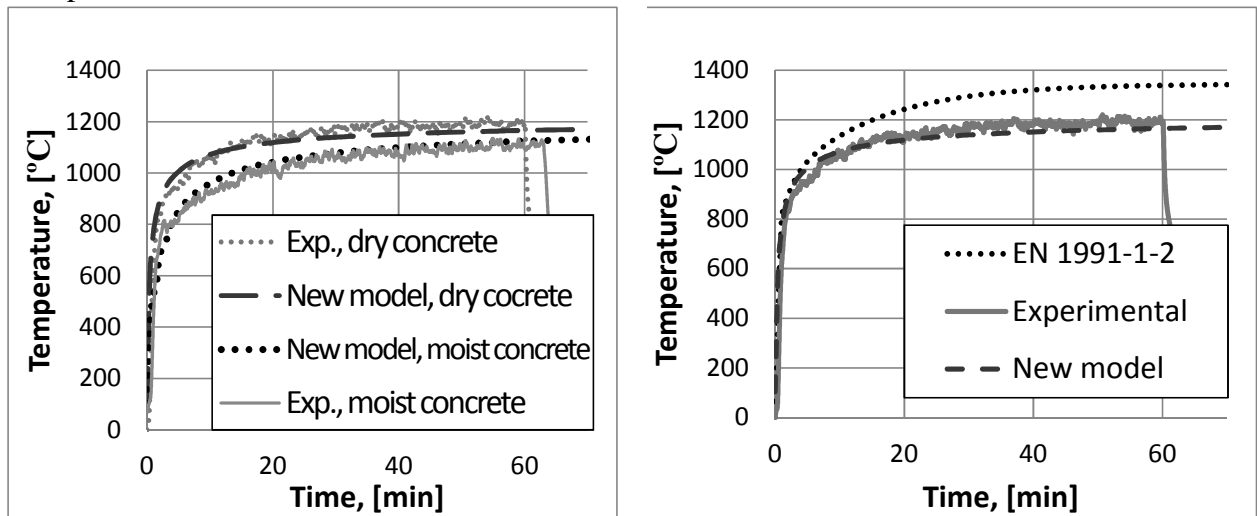 1400
1200
1000
800
600
400
200
0
Temperature, [ºC]
Exp., dry concrete
New model, dry cocrete
New model, moist concrete
Exp., moist concrete
0 20 40 60
Time, [min]
1400
1200
1000
800
600
400
200
0
Temperature, [ºC]
EN 1991-1-2
Experimental
New model
0 20 40 60
Time, [min]